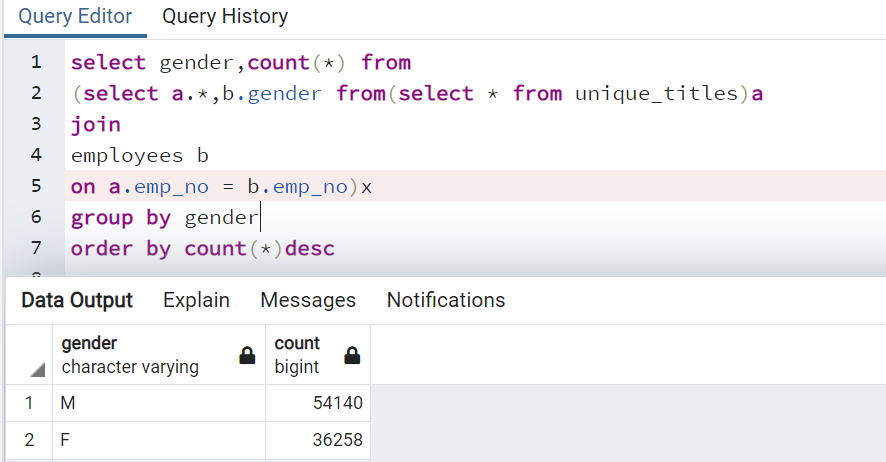 Query Editor Query History
1 select gender,count(*) from
2 (select a.*,b.gender from(select * from unique_titles)a
3 join
4 employees b
5 on a.emp_no = b.emp_no)x
6 group by gender
7 order by count(*)desc
Data Output Explain Messages Notifications
gender count
character varying bigint
1 M 54140
2 F 36258